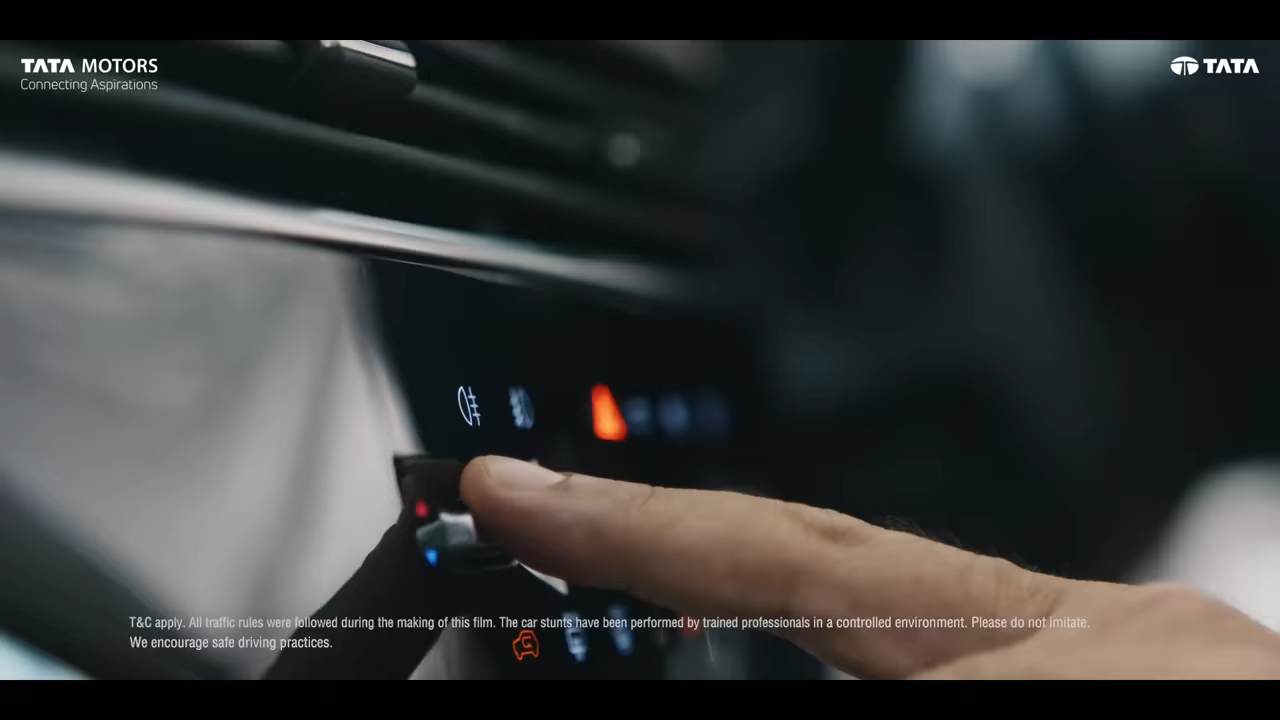 TATA MOTORS
Connecting Aspirations
TATA
T&C apply. All traffic rules were followed during the making of this film. The car stunts have been performed by trained professionals in a controlled environment. Please do not imitate.
We encourage safe driving practices.